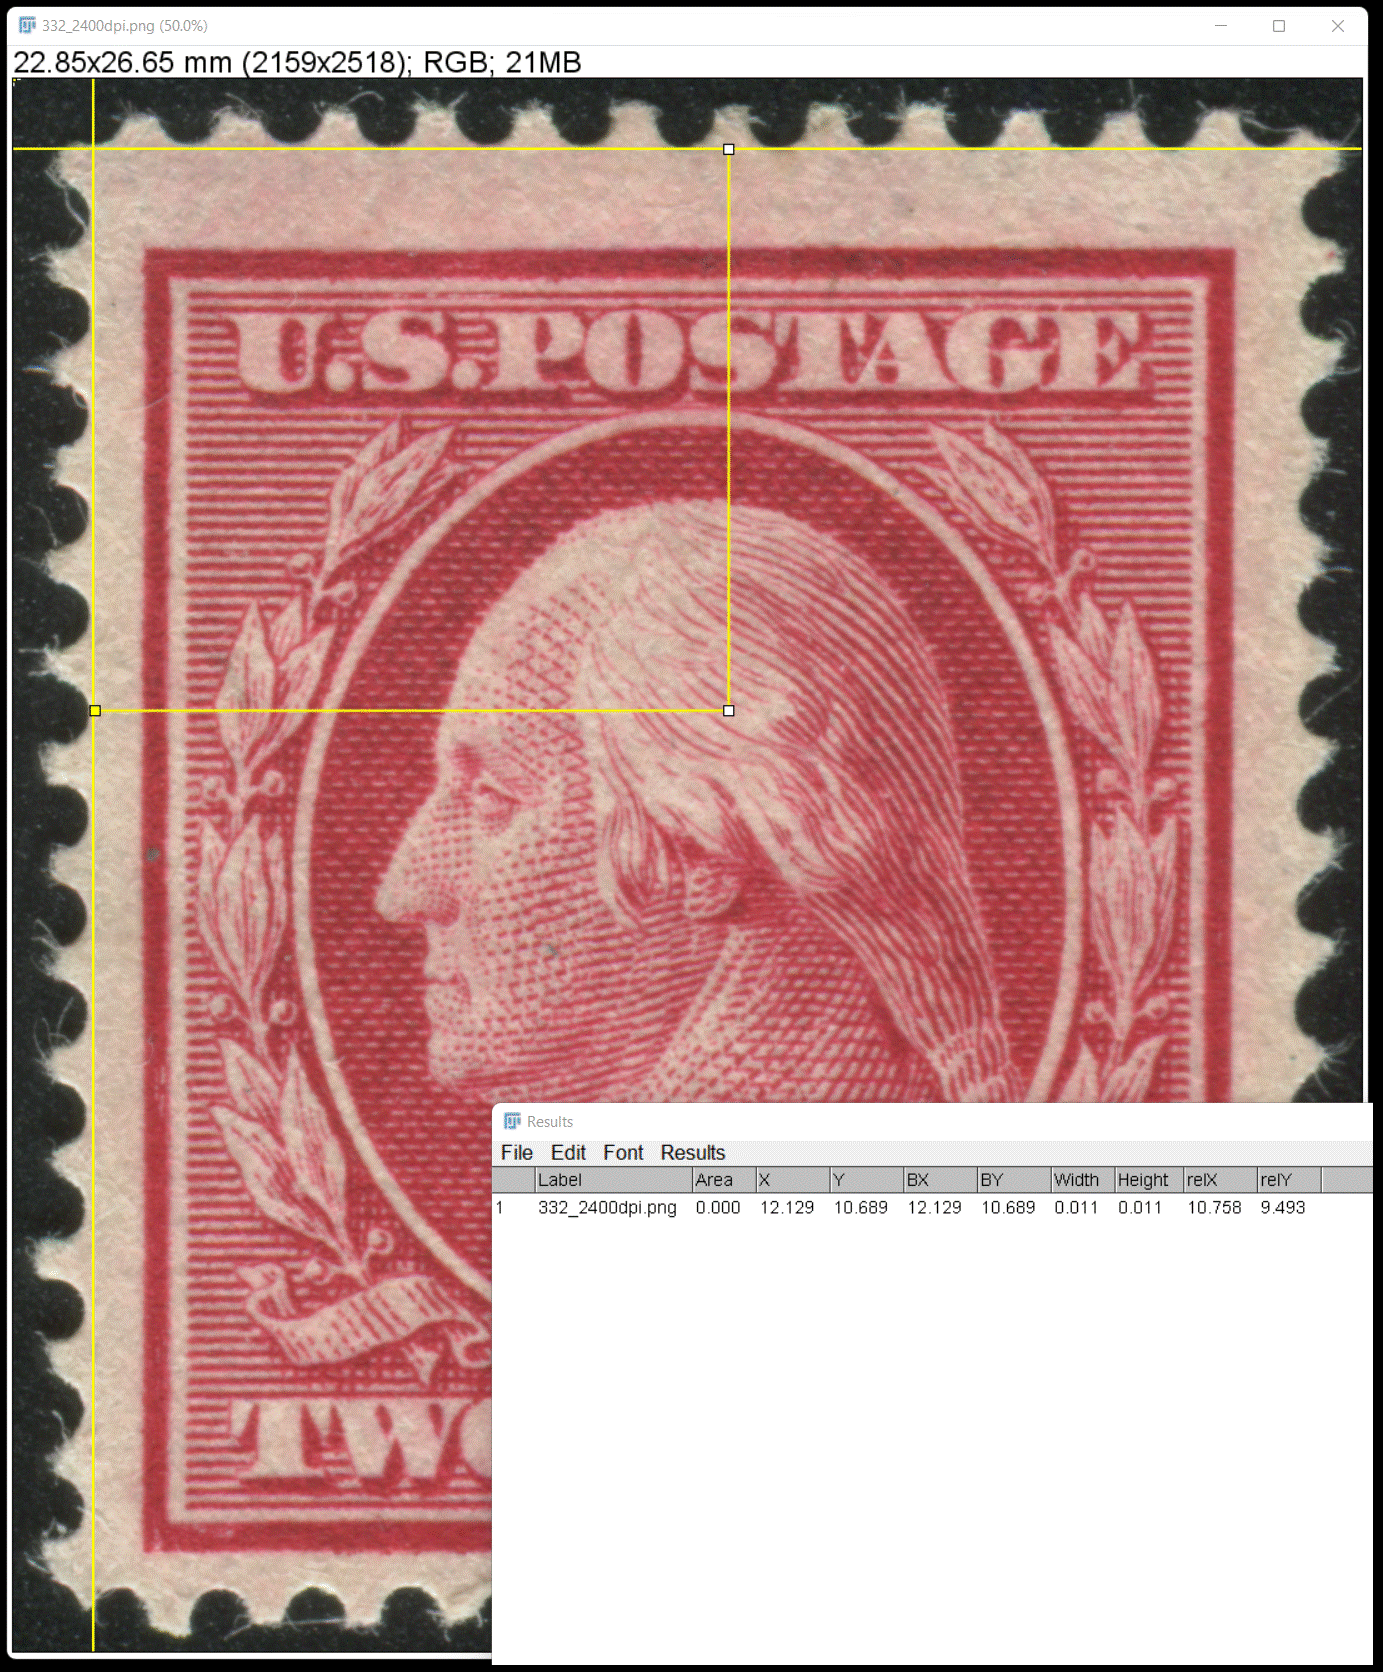 332_2400dpi.png (50.0%)
22.85x26.65 mm (2159x2518); RGB; 21MB
U.S.POSTAGE
TWO
Results
File Edit Font Results
Label Area X Y BX BY Width Height relX relY
1 332_2400dpi.png 0.000 12.129 10.689 12.129 10.689 0.011 0.011 10.758 9.493